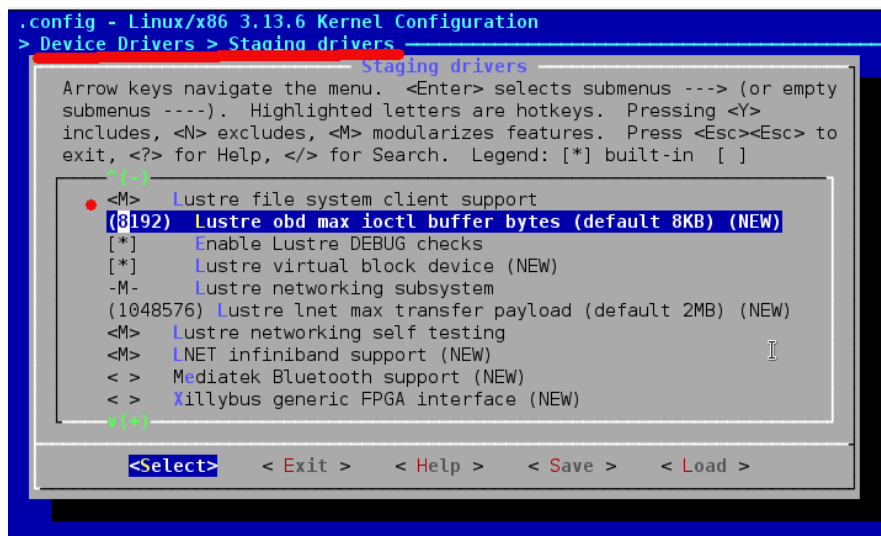 .config - Linux/x86 3.13.6 Kernel Configuration
> Device Drivers > Staging drivers
Staging drivers
Arrow keys navigate the menu.  <Enter> selects submenus ---> (or empty
submenus ----).  Highlighted letters are hotkeys.  Pressing <Y>
includes, <N> excludes, <M> modularizes features.  Press <Esc><Esc> to
exit, <?> for Help, </> for Search.  Legend: [*] built-in  [ ]
^(-)
<M>   Lustre file system client support
(8192)  Lustre obd max ioctl buffer bytes (default 8KB) (NEW)
[*]     Enable Lustre DEBUG checks
[*]     Lustre virtual block device (NEW)
-M-     Lustre networking subsystem
(1048576) Lustre lnet max transfer payload (default 2MB) (NEW)
<M>   Lustre networking self testing
<M>   LNET infiniband support (NEW)
< >   Mediatek Bluetooth support (NEW)
< >   Xillybus generic FPGA interface (NEW)
v(+)
<Select>    < Exit >    < Help >    < Save >    < Load >